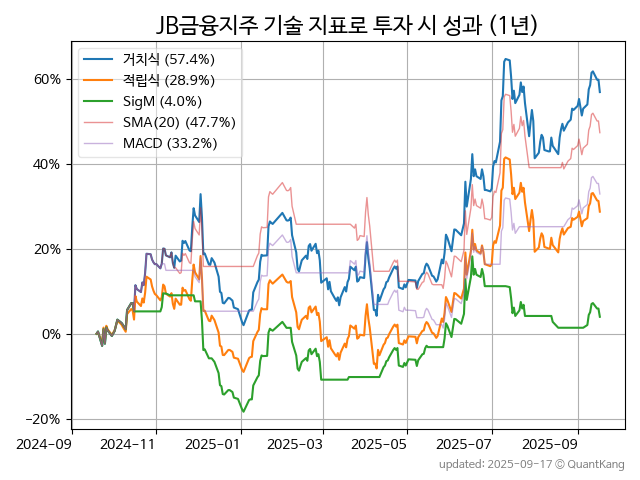 JB금융지주 기술 지표로 투자 시 성과 (1년)
거치식 (57.4%)
적립식 (28.9%)
SigM (4.0%)
SMA(20) (47.7%)
MACD (33.2%)
60%
40%
20%
0%
−20%
2024-09 2024-11 2025-01 2025-03 2025-05 2025-07 2025-09
updated: 2025-09-17 © QuantKang